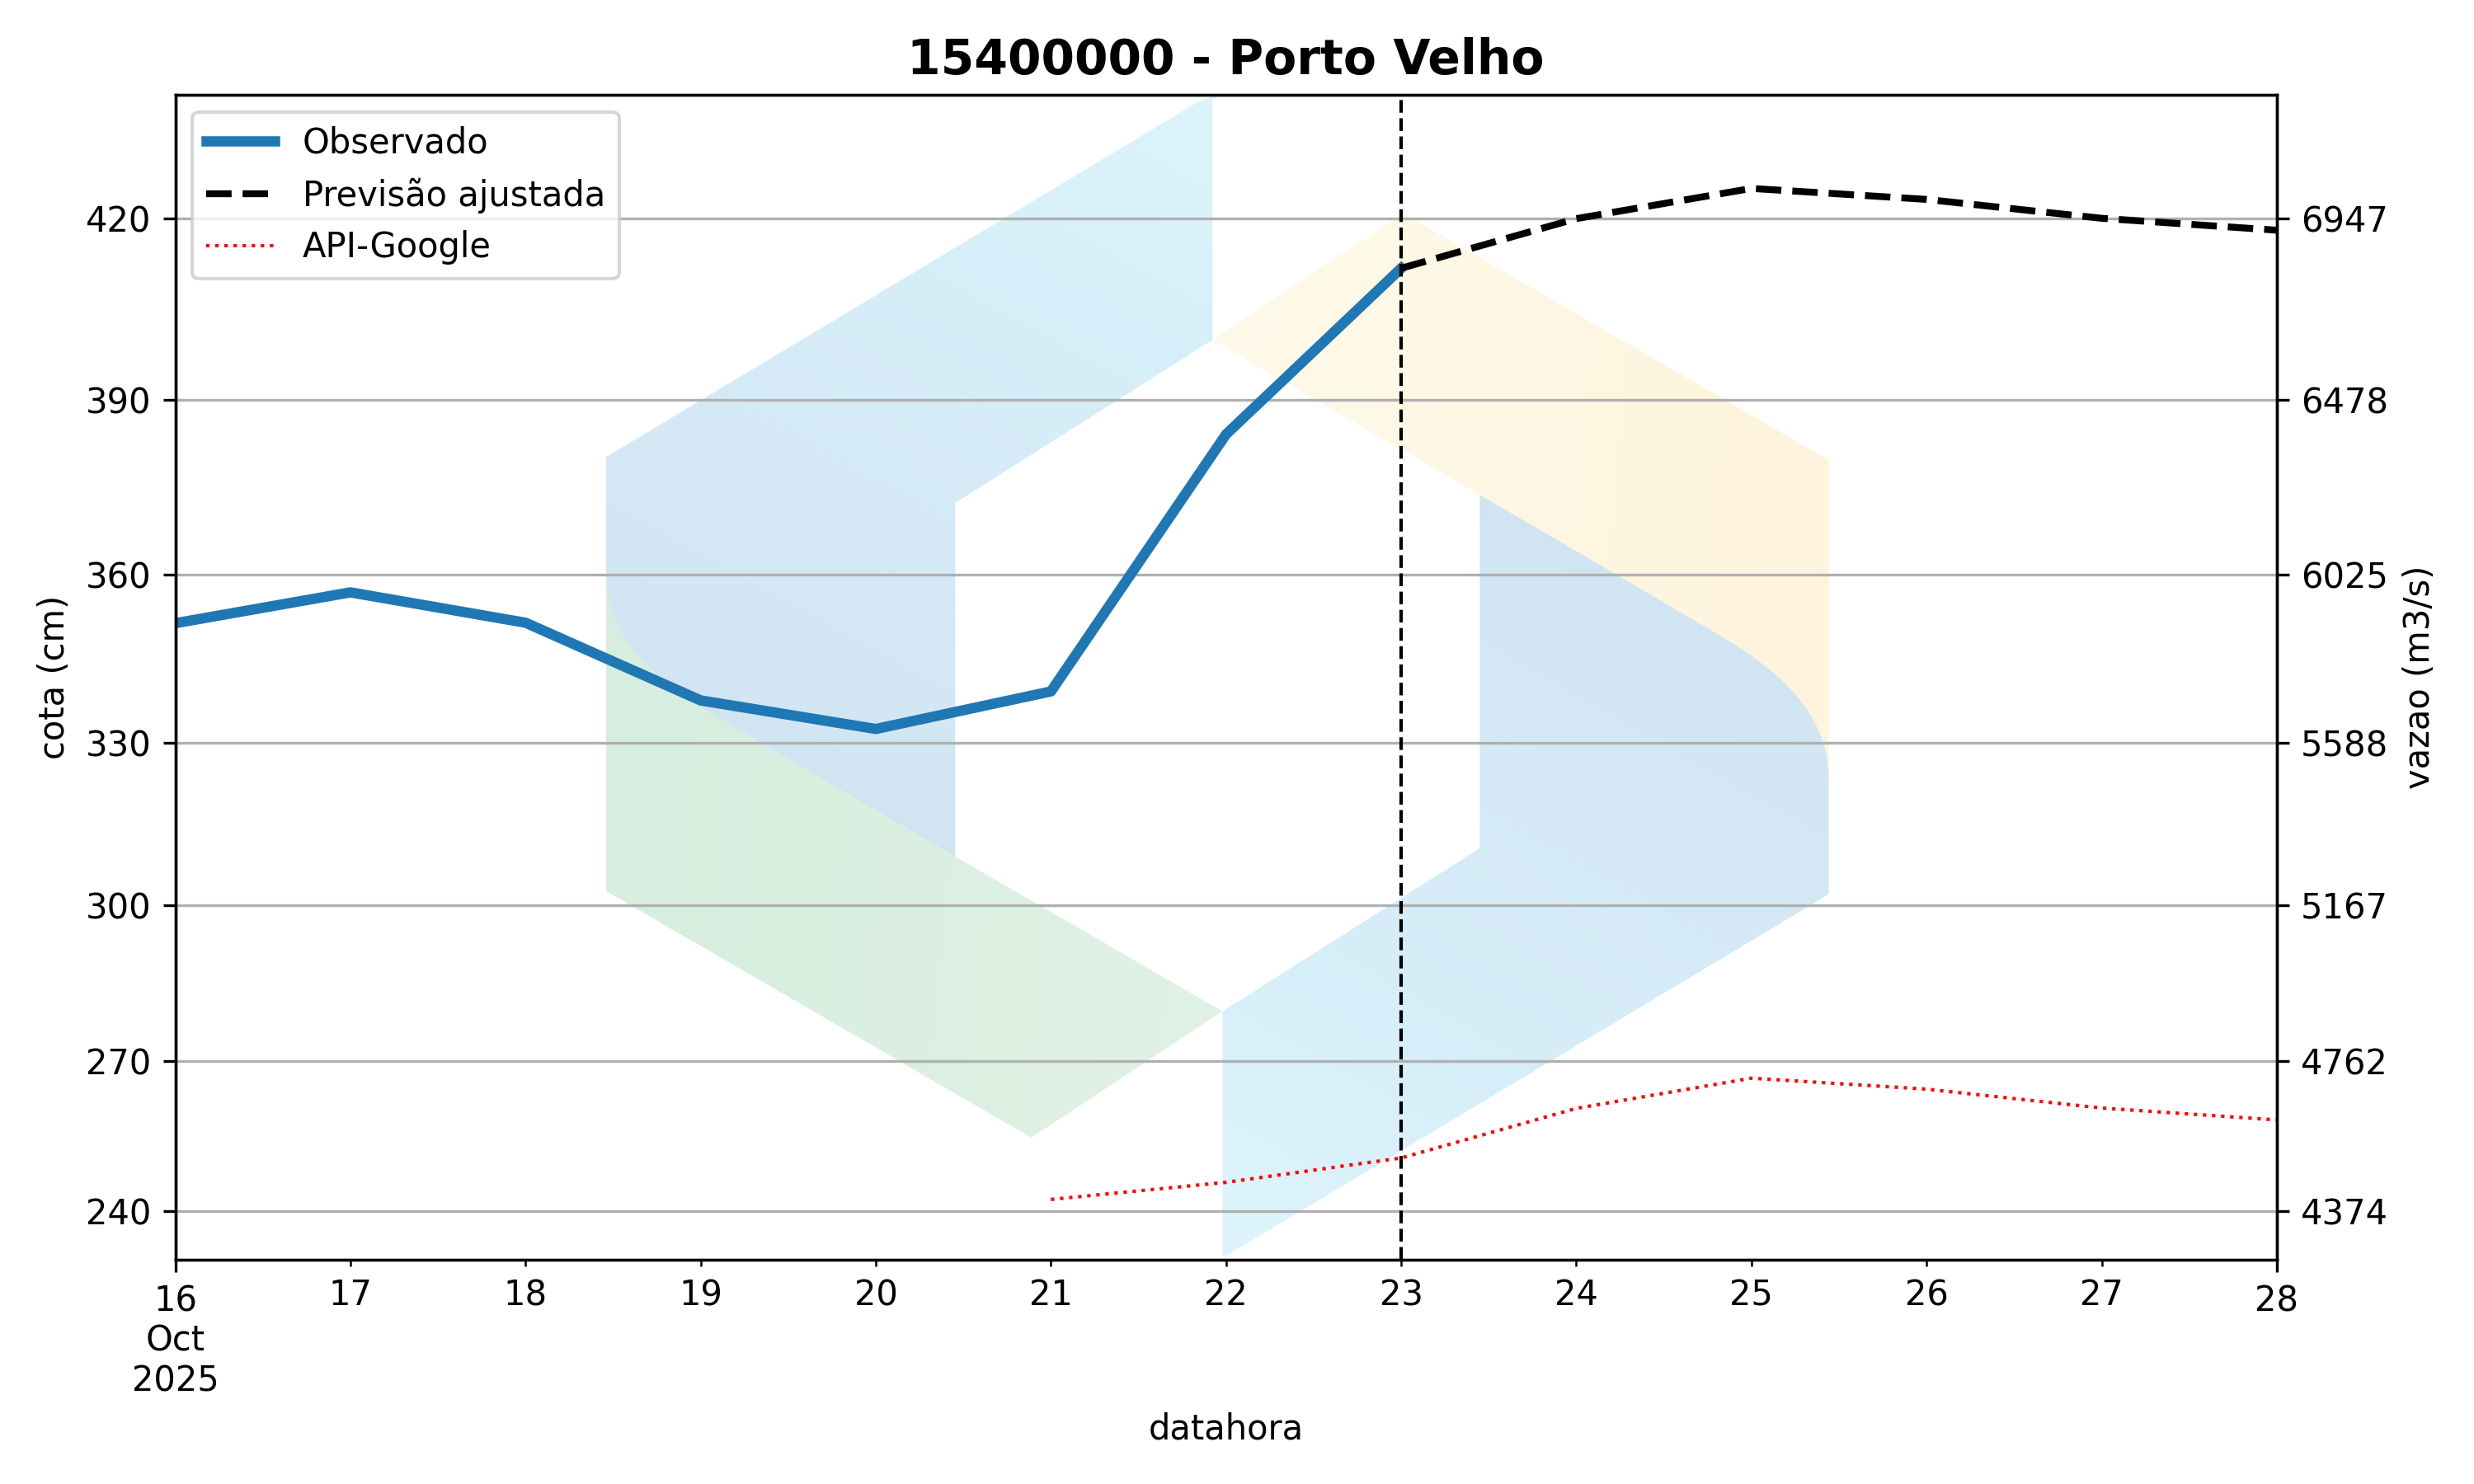 15400000 - Porto Velho
Observado
Previsão ajustada
API-Google
420
390
360
330
300
270
240
cota (cm)
6947
6478
6025
5588
5167
4762
4374
vazao (m3/s)
16 17 18 19 20 21 22 23 24 25 26 27 28
Oct
2025
datahora